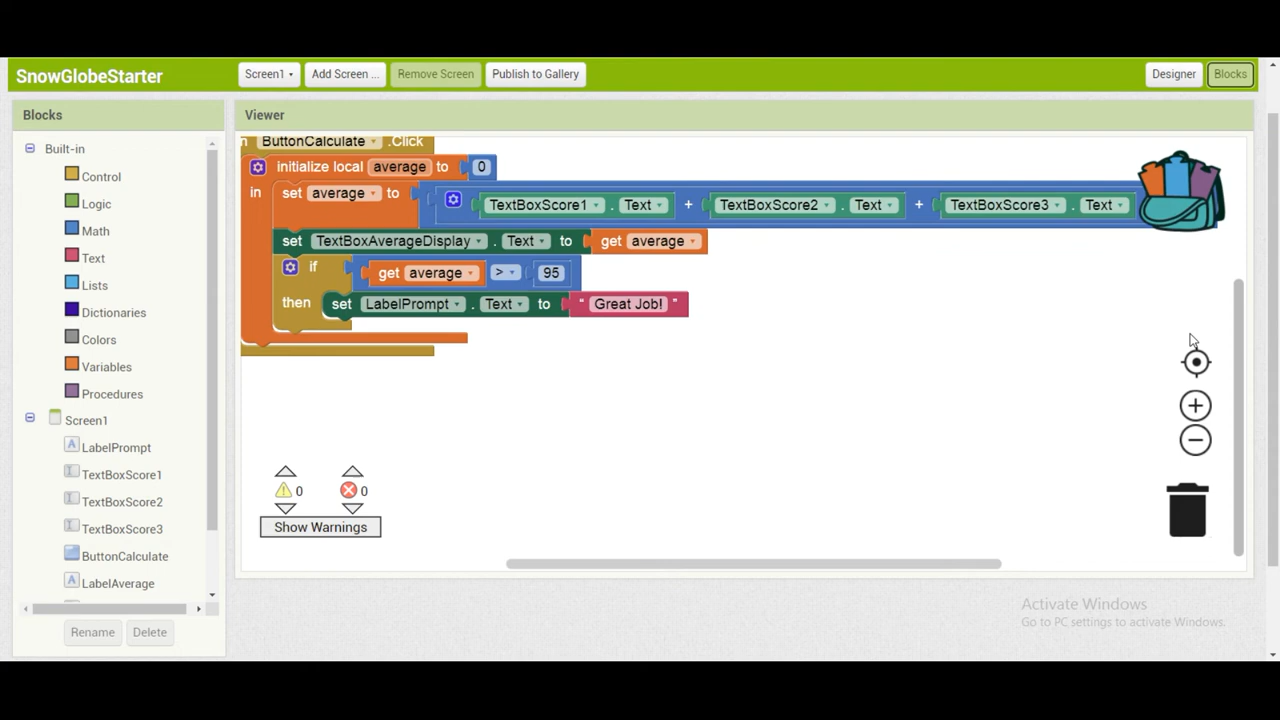 SnowGlobeStarter
Screen1
Add Screen ...
Remove Screen
Publish to Gallery
Designer
Blocks
Blocks
Viewer
Built-in
Control
Logic
Math
Text
Lists
Dictionaries
Colors
Variables
Procedures
Screen1
LabelPrompt
TextBoxScore1
TextBoxScore2
TextBoxScore3
ButtonCalculate
LabelAverage
Rename
Delete
n ButtonCalculate .Click
initialize local average to 0
in set average to TextBoxScore1 . Text + TextBoxScore2 . Text + TextBoxScore3 . Text
set TextBoxAverageDisplay . Text to get average
if get average > 95
then set LabelPrompt . Text to “ Great Job! ”
0 0
Show Warnings
Activate Windows
Go to PC settings to activate Windows.